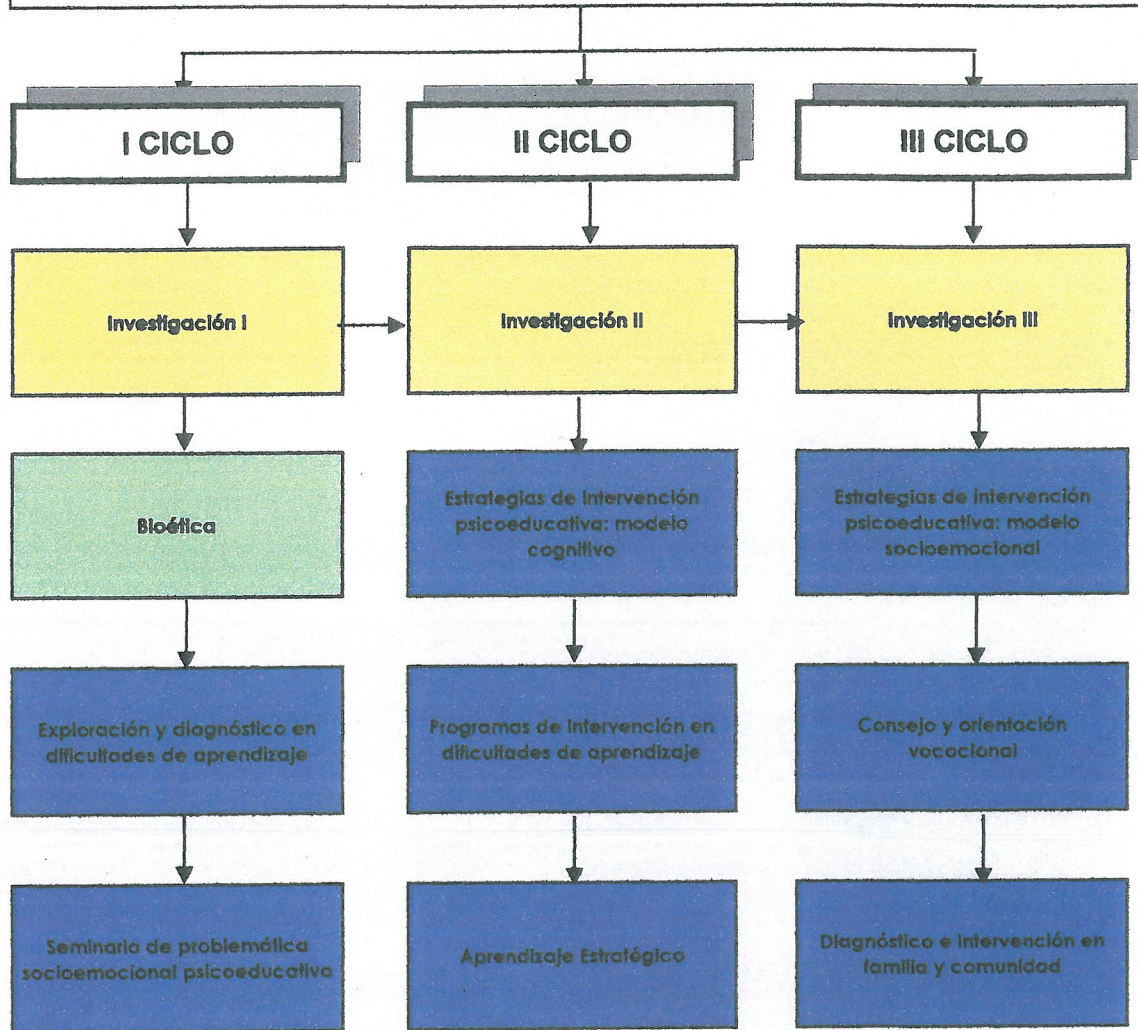 I CICLO
II CICLO
III CICLO
Investigación I
Investigación II
Investigación III
Bioética
Estrategias de intervención
psicoeducativa: modelo
cognitivo
Estrategias de intervención
psicoeducativa: modelo
socioemocional
Exploración y diagnóstico en
dificultades de aprendizaje
Programas de intervención en
dificultades de aprendizaje
Consejo y orientación
vocacional
Seminario de problemática
socioemocional psicoeducativo
Aprendizaje Estratégico
Diagnóstico e intervención en
familia y comunidad